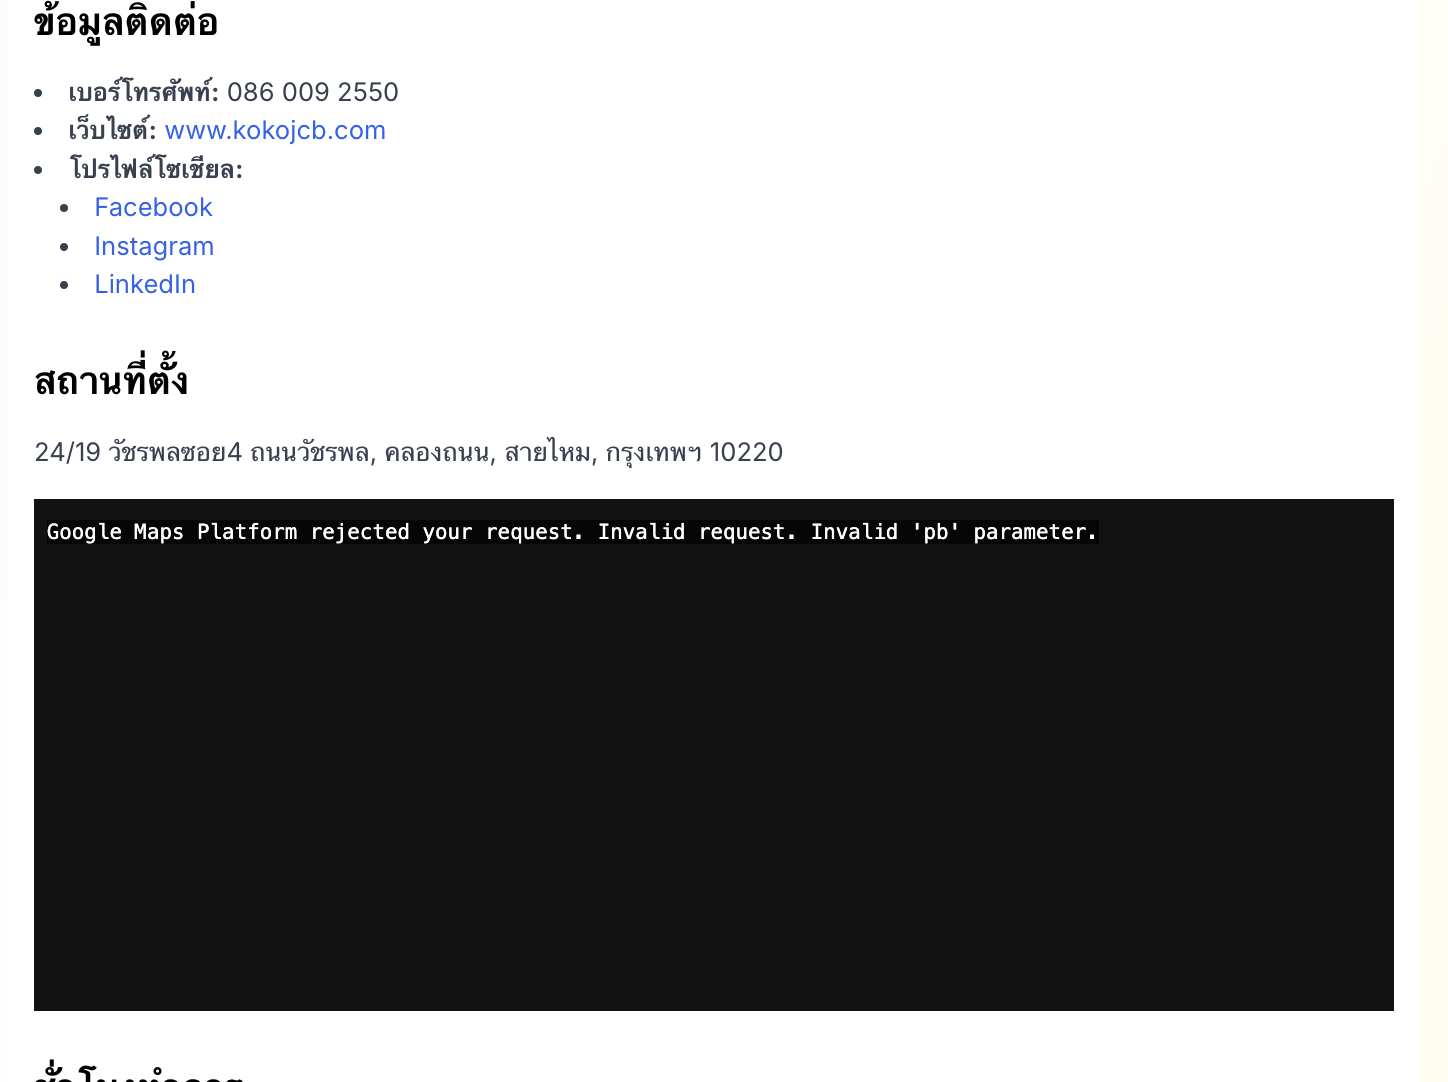 ข้อมูลติดต่อ
เบอร์โทรศัพท์: 086 009 2550
เว็บไซต์: www.kokojcb.com
โปรไฟล์โซเชียล:
Facebook
Instagram
LinkedIn
สถานที่ตั้ง
24/19 วัชรพลซอย4 ถนนวัชรพล, คลองถนน, สายไหม, กรุงเทพฯ 10220
Google Maps Platform rejected your request. Invalid request. Invalid 'pb' parameter.